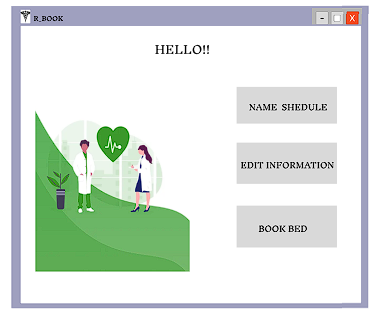 R_BOOK
HELLO!!
NAME SHEDULE
EDIT INFORMATION
BOOK BED